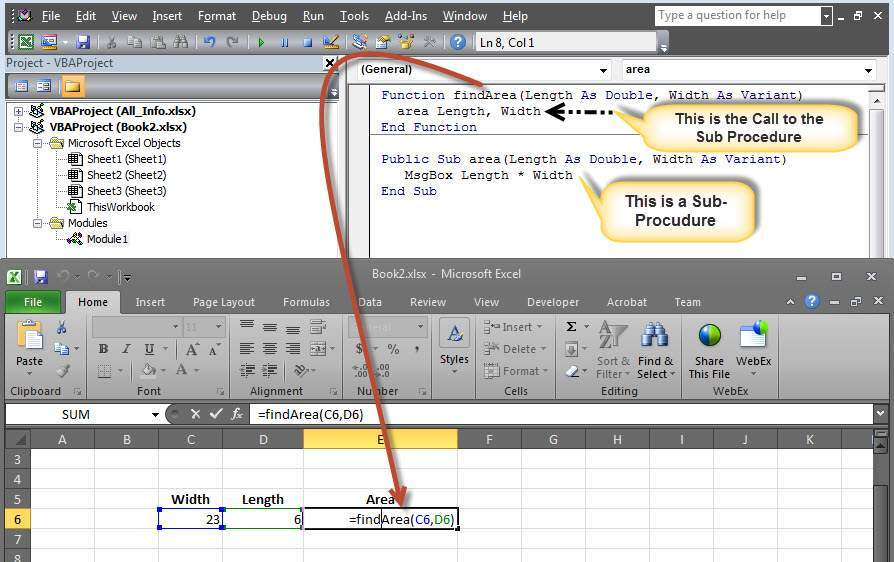 File Edit View Insert Format Debug Run Tools Add-Ins Window Help Type a question for help
Ln 8, Col 1
Project - VBAProject
VBAProject (All_Info.xlsx)
VBAProject (Book2.xlsx)
Microsoft Excel Objects
Sheet1 (Sheet1)
Sheet2 (Sheet2)
Sheet3 (Sheet3)
ThisWorkbook
Modules
Module1
(General) area
Function findArea(Length As Double, Width As Variant)
area Length, Width
End Function
This is the Call to the
Sub Procedure
Public Sub area(Length As Double, Width As Variant)
MsgBox Length * Width
End Sub
This is a Sub-
Procudure
Book2.xlsx - Microsoft Excel
File Home Insert Page Layout Formulas Data Review View Developer Acrobat Team
Paste
Clipboard
11
B I U A A
Font
Alignment
General
$ % ,
Number
A
Styles
Insert
Delete
Format
Cells
Σ
Sort &
Filter
Find &
Select
Editing
Share
This File
WebEx
WebEx
SUM fx =findArea(C6,D6)
A B C D E F G H I J K
3
4
5 Width Length Area
6 23 6 =findArea(C6,D6)
7
8